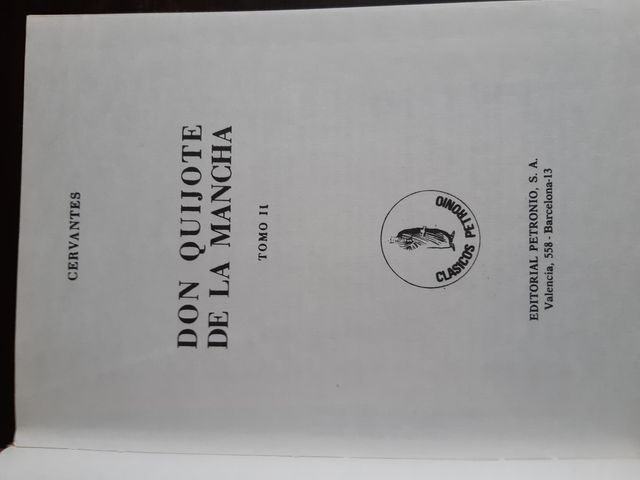 CERVANTES
DON QUIJOTE
DE LA MANCHA
TOMO II
CLASICOS PETRONIO
EDITORIAL PETRONIO, S. A.
Valencia, 558 - Barcelona-13